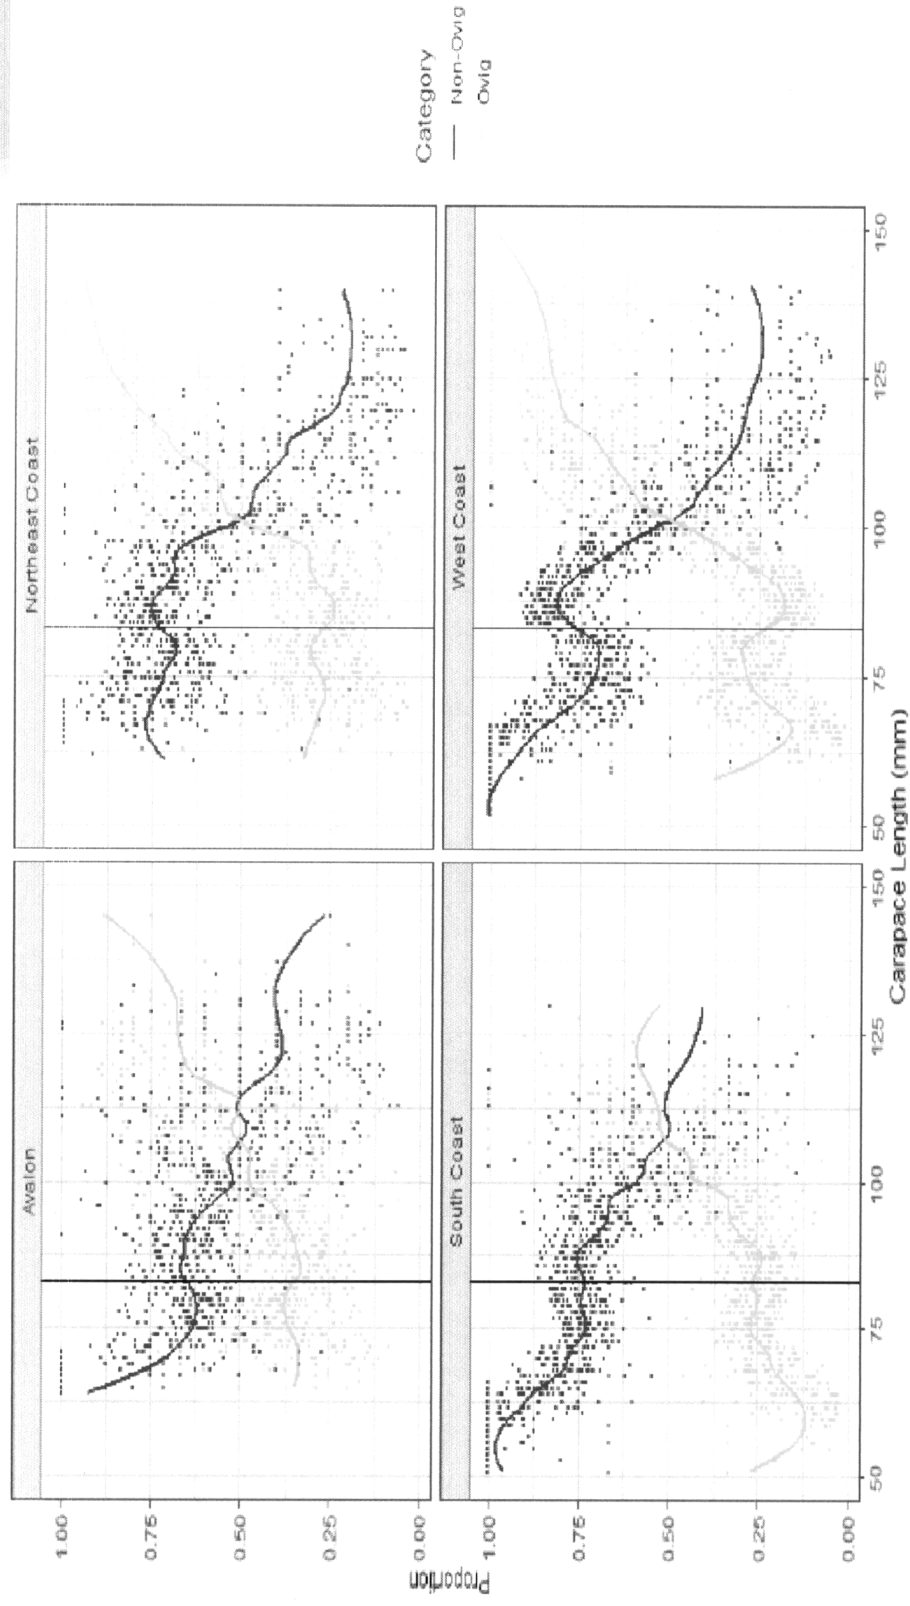 Avalon
Northeast Coast
1.00
0.75
0.50
0.25
0.00
South Coast
West Coast
1.00
0.75
0.50
0.25
0.00
50
75
100
125
150
50
75
100
125
150
Proportion
Carapace Length (mm)
Category
Non-Ovig
Ovig